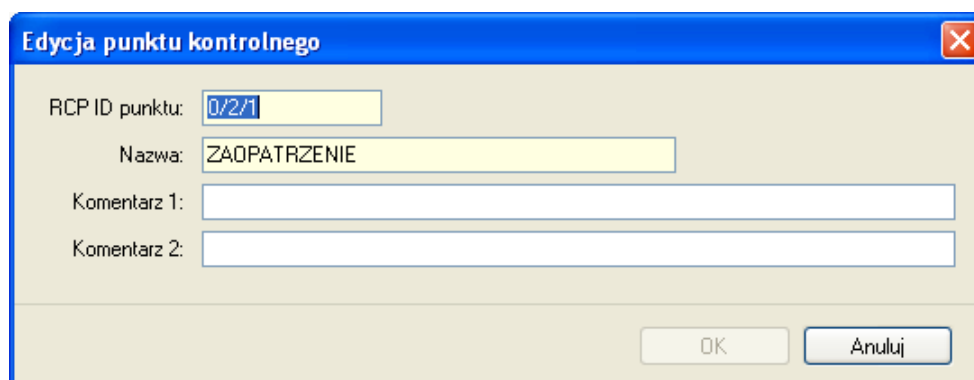 Edycja punktu kontrolnego
RCP ID punktu: 0/2/1
Nazwa: ZAOPATRZENIE
Komentarz 1:
Komentarz 2:
OK Anuluj